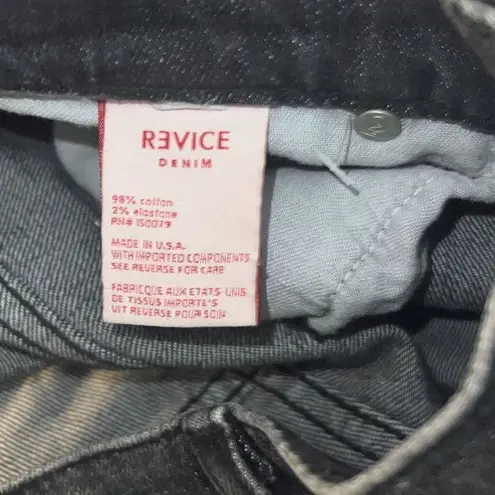 RƎVICE
DENIM
98% cotton
2% elastane
RN# 150079
MADE IN U.S.A.
WITH IMPORTED COMPONENTS
SEE REVERSE FOR CARE
FABRIQUE AUX ETATS-UNIS
DE TISSUS IMPORTE'S
VIT REVERSE POUR SOIN